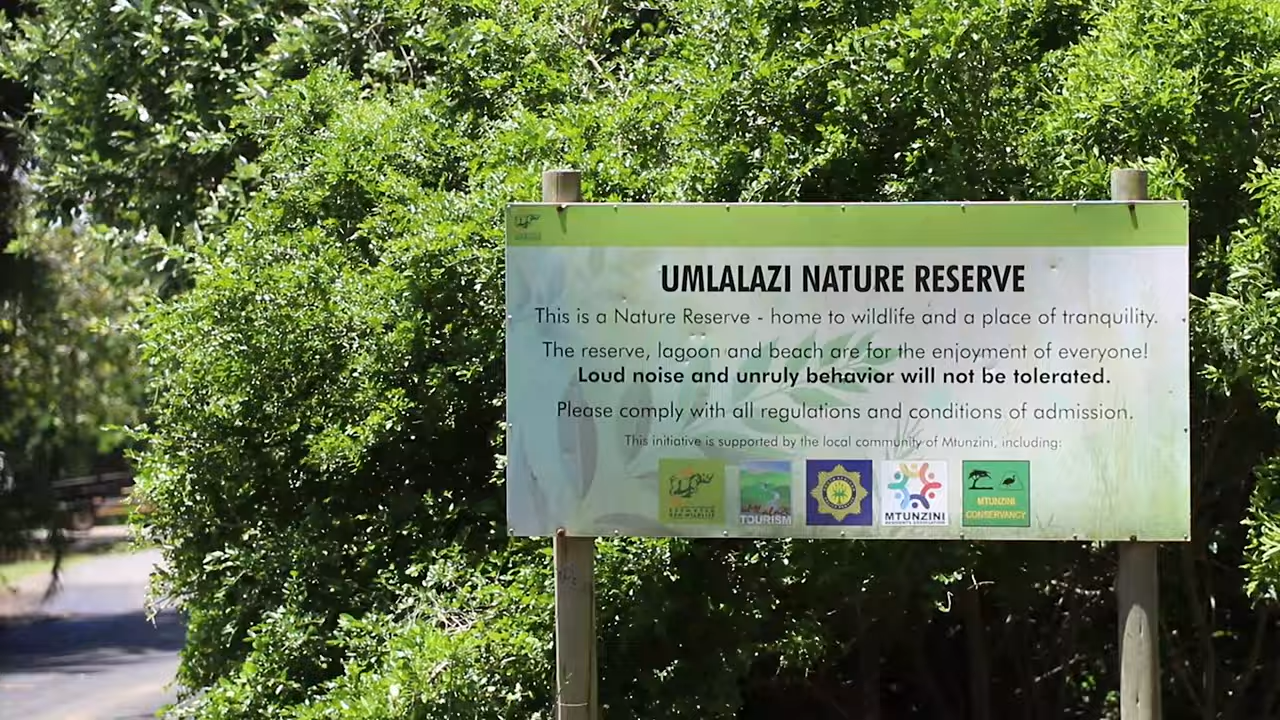 UMLALAZI NATURE RESERVE
This is a Nature Reserve - home to wildlife and a place of tranquility.
The reserve, lagoon and beach are for the enjoyment of everyone!
Loud noise and unruly behavior will not be tolerated.
Please comply with all regulations and conditions of admission.
This initiative is supported by the local community of Mtunzini, including:
TOURISM
MTUNZINI
RESIDENTS ASSOCIATION
MTUNZINI
CONSERVANCY